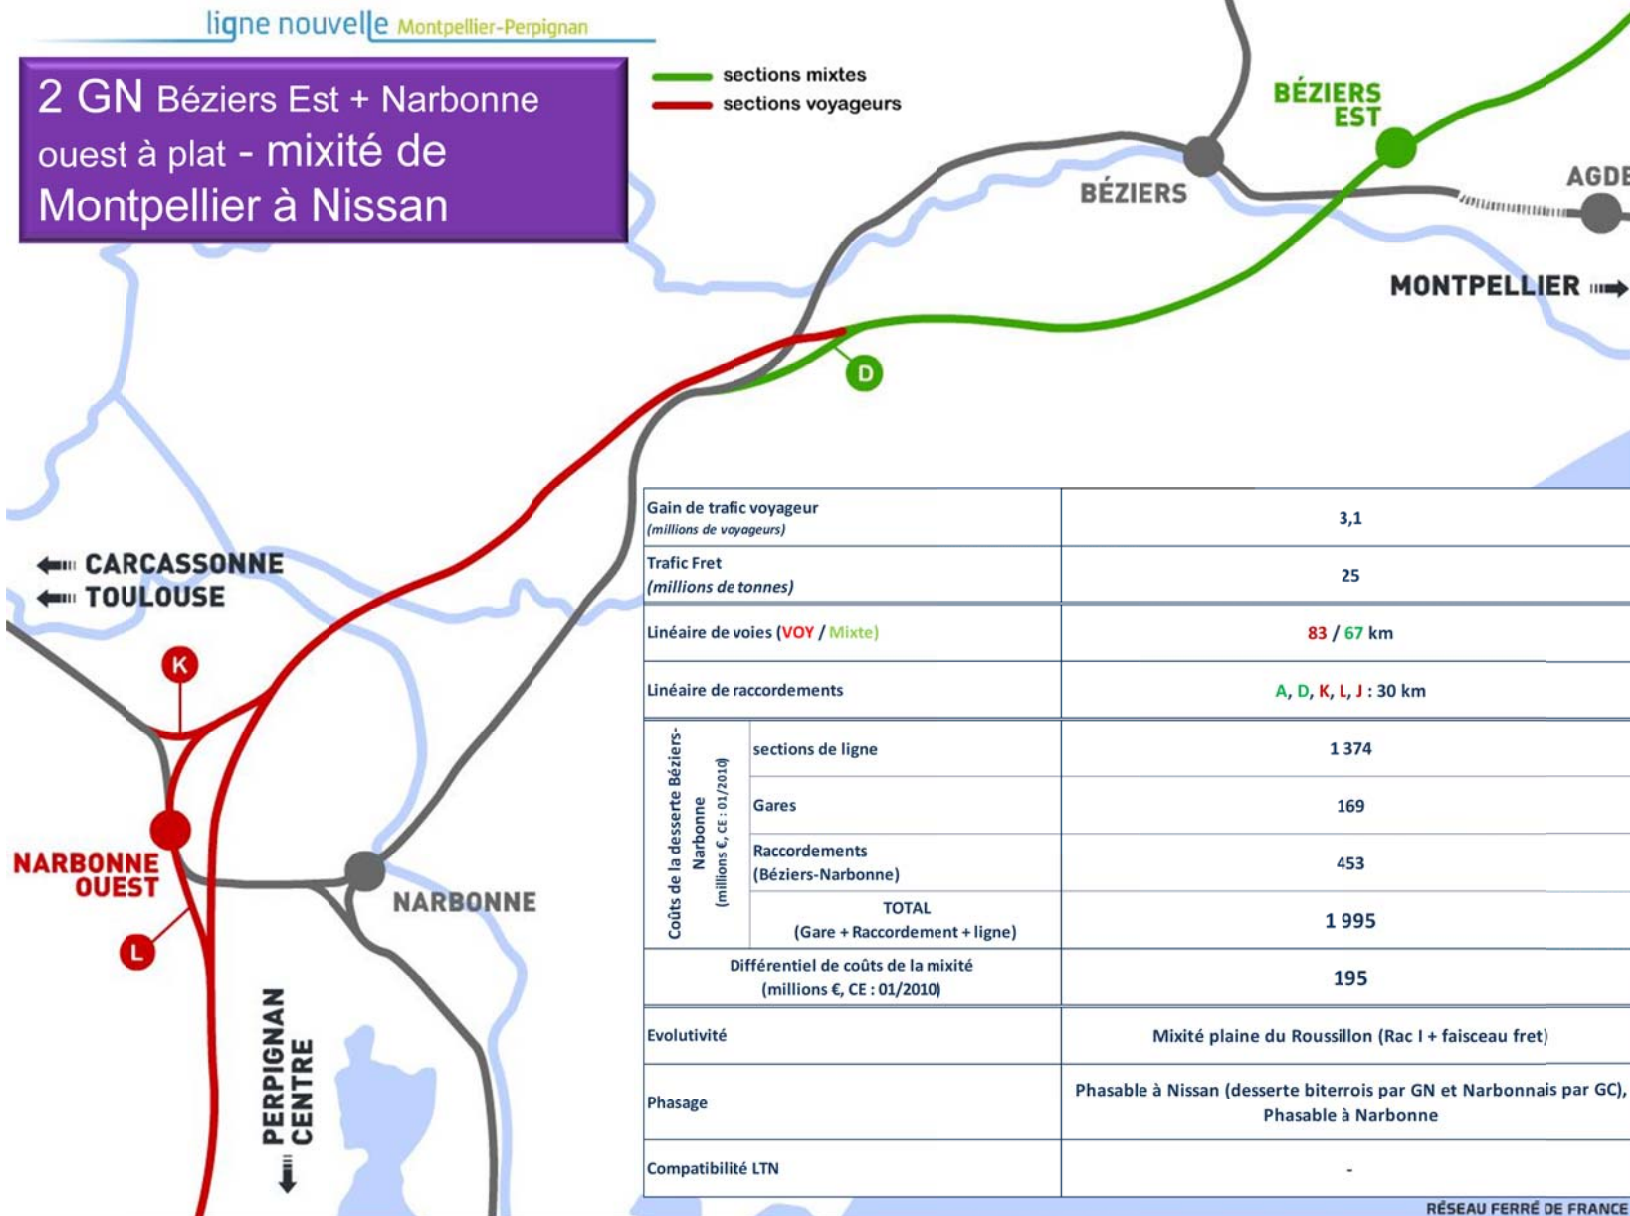 ligne nouvelle Montpellier-Perpignan
2 GN Béziers Est + Narbonne
ouest à plat - mixité de
Montpellier à Nissan
sections mixtes
sections voyageurs
BÉZIERS
EST
BÉZIERS
AGDE
MONTPELLIER
D
CARCASSONNE
TOULOUSE
K
NARBONNE
OUEST
NARBONNE
L
PERPIGNAN
CENTRE
Gain de trafic voyageur
(millions de voyageurs)
3,1
Trafic Fret
(millions de tonnes)
25
Linéaire de voies (VOY / Mixte)
83 / 67 km
Linéaire de raccordements
A, D, K, L, J : 30 km
Coûts de la desserte Béziers-
Narbonne
(millions €, CE : 01/2010)
sections de ligne
1 374
Gares
169
Raccordements
(Béziers-Narbonne)
453
TOTAL
(Gare + Raccordement + ligne)
1 995
Différentiel de coûts de la mixité
(millions €, CE : 01/2010)
195
Evolutivité
Mixité plaine du Roussillon (Rac I + faisceau fret)
Phasage
Phasable à Nissan (desserte biterrois par GN et Narbonnais par GC),
Phasable à Narbonne
Compatibilité LTN
-
RÉSEAU FERRÉ DE FRANCE